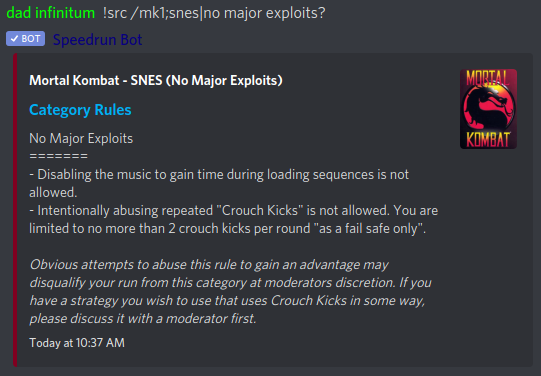 dad infinitum !src /mk1;snes|no major exploits?
✓ BOT Speedrun Bot
Mortal Kombat - SNES (No Major Exploits)
MORTAL
KOMBAT
Category Rules
No Major Exploits
=======
- Disabling the music to gain time during loading sequences is not
allowed.
- Intentionally abusing repeated "Crouch Kicks" is not allowed. You are
limited to no more than 2 crouch kicks per round "as a fail safe only".
Obvious attempts to abuse this rule to gain an advantage may
disqualify your run from this category at moderators discretion. If you
have a strategy you wish to use that uses Crouch Kicks in some way,
please discuss it with a moderator first.
Today at 10:37 AM